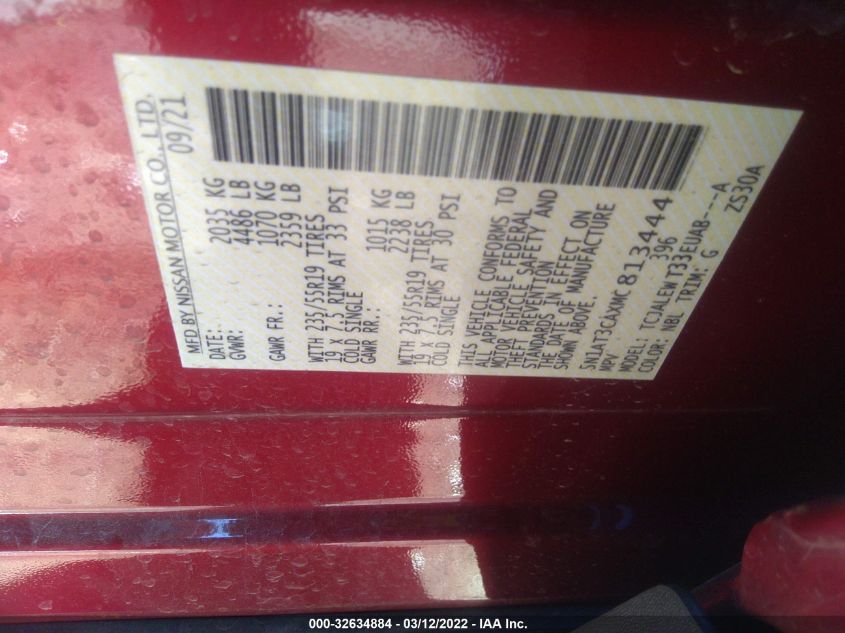 MFD BY NISSAN MOTOR CO., LTD.
DATE: 09/21
GVWR: 2035 KG
4486 LB
GAWR FR.: 1070 KG
2359 LB
WITH 235/55R19 TIRES
19 X 7.5 RIMS AT 33 PSI
COLD SINGLE
GAWR RR.: 1015 KG
2238 LB
WITH 235/55R19 TIRES
19 X 7.5 RIMS AT 30 PSI
COLD SINGLE
THIS VEHICLE CONFORMS TO
ALL APPLICABLE FEDERAL
MOTOR VEHICLE SAFETY AND
THEFT PREVENTION
STANDARDS IN EFFECT ON
THE DATE OF MANUFACTURE
SHOWN ABOVE.
5N1AT3CAXMC 813444
MPV 396
MODEL: TCJALEW T33EUAB----A
COLOR: NBL TRIM: G ZS30A
000-32634884 - 03/12/2022 - IAA Inc.